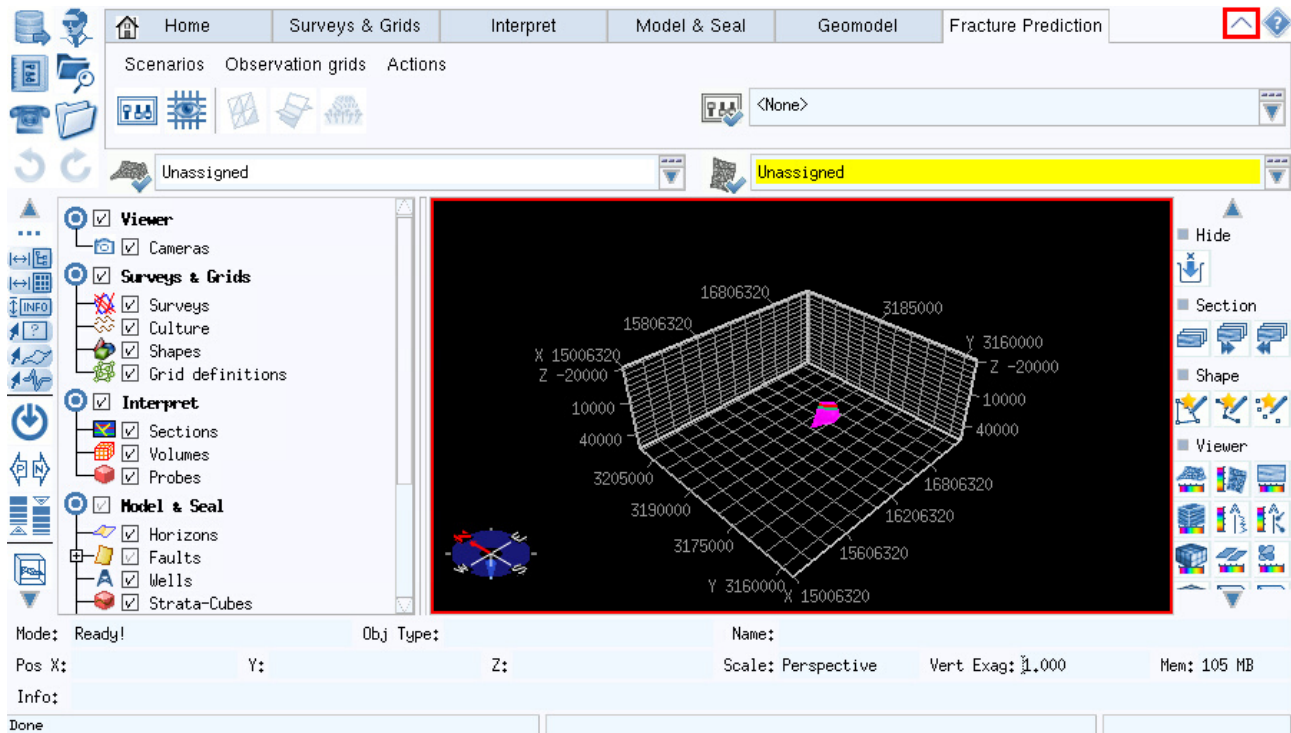 Home Surveys & Grids Interpret Model & Seal Geomodel Fracture Prediction
Scenarios Observation grids Actions
<None>
Unassigned Unassigned
Viewer
Cameras
Surveys & Grids
Surveys
Culture
Shapes
Grid definitions
Interpret
Sections
Volumes
Probes
Model & Seal
Horizons
Faults
Wells
Strata-Cubes
INFO
P N
16806320 3185000
15806320 Y 3160000
X 15006320 Z -20000
Z -20000
10000 10000
40000 40000
3205000 16806320
3190000 16206320
3175000 15606320
Y 3160000 X 15006320
Hide
Section
Shape
Viewer
Mode: Ready! Obj Type: Name:
Pos X: Y: Z: Scale: Perspective Vert Exag: 1.000 Mem: 105 MB
Info:
Done